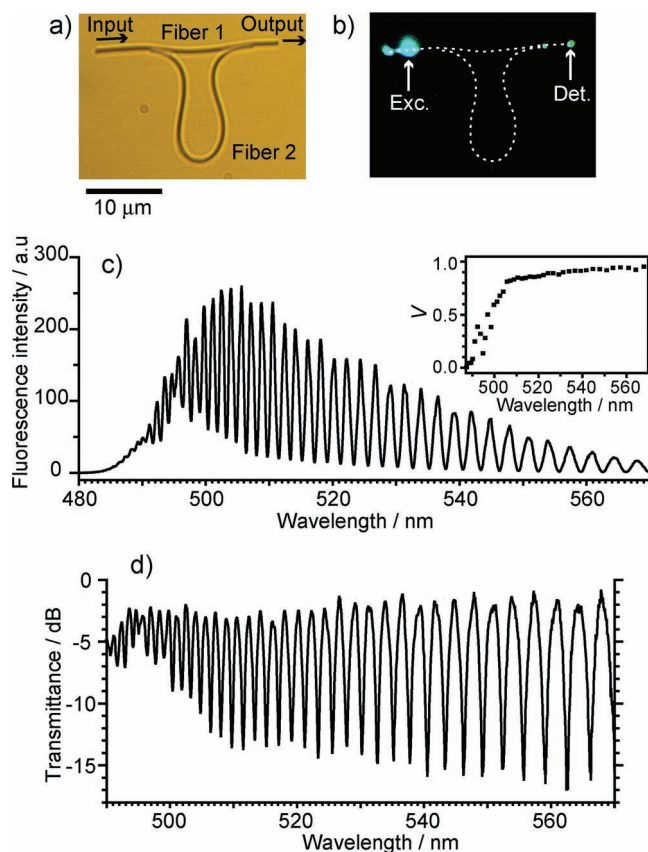 a)
Input
Fiber 1
Output
Fiber 2
10 μm
b)
Exc.
Det.
c)
Fluorescence intensity / a.u
300
200
100
0
480
500
520
540
560
Wavelength / nm
V
1.0
0.5
0.0
500
520
540
560
Wavelength / nm
d)
Transmittance / dB
0
-5
-10
-15
500
520
540
560
Wavelength / nm